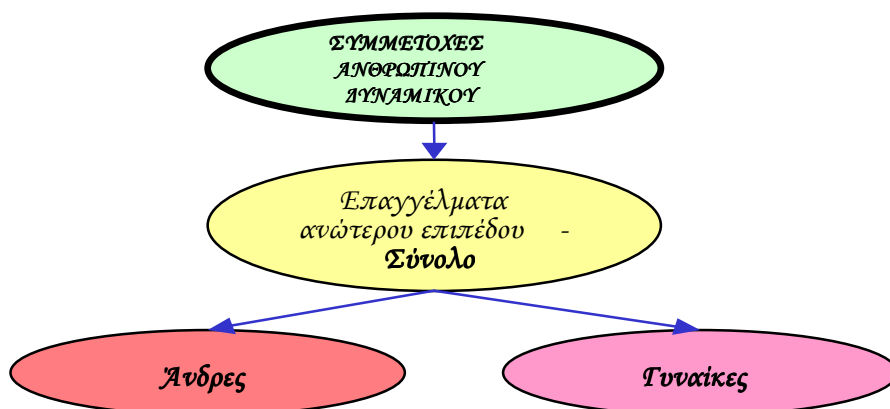 ΣΥΜΜΕΤΟΧΕΣ
ΑΝΘΡΩΠΙΝΟΥ
ΔΥΝΑΜΙΚΟΥ
Επαγγέλματα
ανώτερου επιπέδου -
Σύνολο
Άνδρες
Γυναίκες